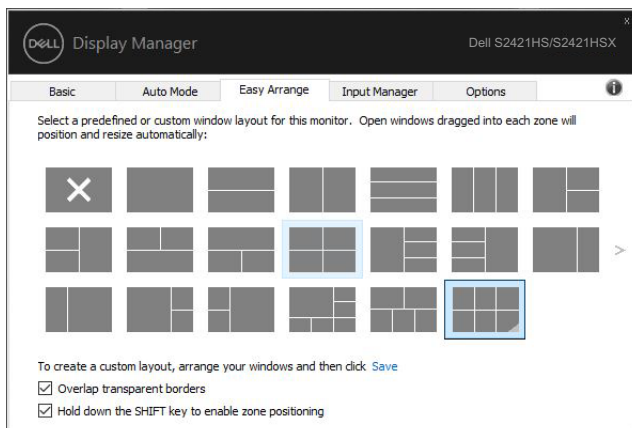 x
DELL Display Manager Dell S2421HS/S2421HSX
Basic Auto Mode Easy Arrange Input Manager Options
Select a predefined or custom window layout for this monitor. Open windows dragged into each zone will
position and resize automatically:
To create a custom layout, arrange your windows and then click Save
Overlap transparent borders
Hold down the SHIFT key to enable zone positioning